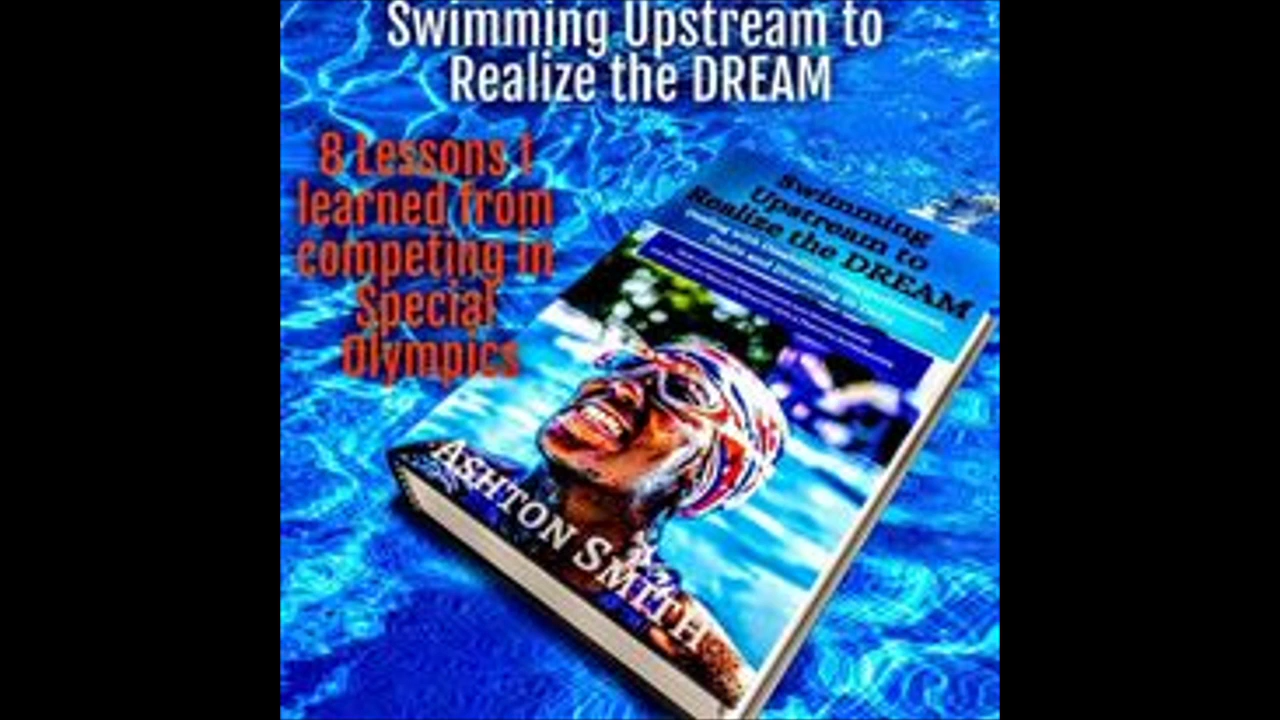 Swimming Upstream to
Realize the DREAM
8 Lessons I
learned from
competing in
Special
Olympics
Swimming
Upstream to
Realize the DREAM
ASHTON SMITH